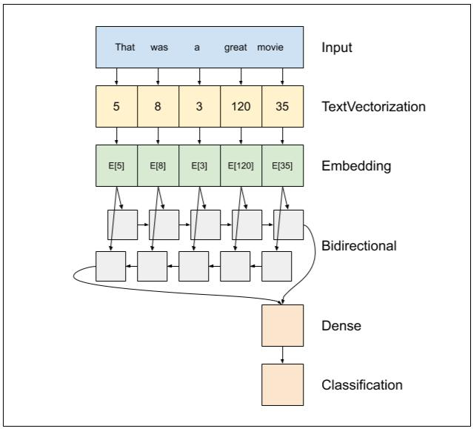 That was a great movie Input
5 8 3 120 35 TextVectorization
E[5] E[8] E[3] E[120] E[35] Embedding
Bidirectional
Dense
Classification